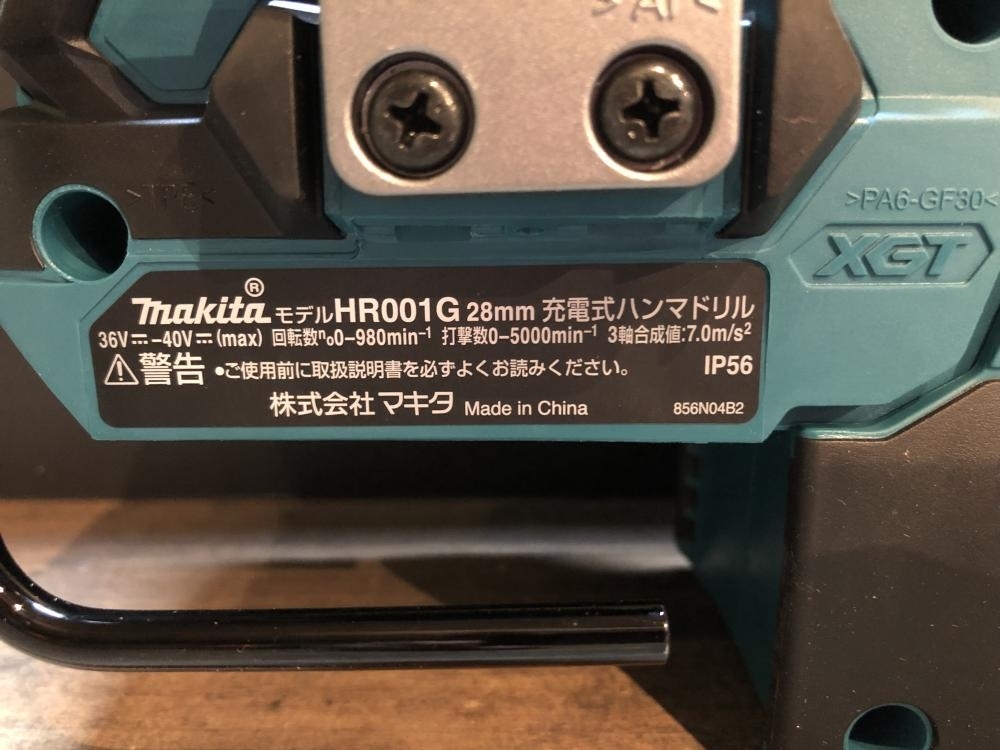 >TPE<
>PA6-GF30<
XGT
makita® モデルHR001G 28mm 充電式ハンマドリル
36V⎓-40V⎓(max) 回転数n₀0-980min⁻¹ 打撃数0-5000min⁻¹ 3軸合成値:7.0m/s²
⚠警告 •ご使用前に取扱説明書を必ずよくお読みください。 IP56
株式会社マキタ Made in China 856N04B2